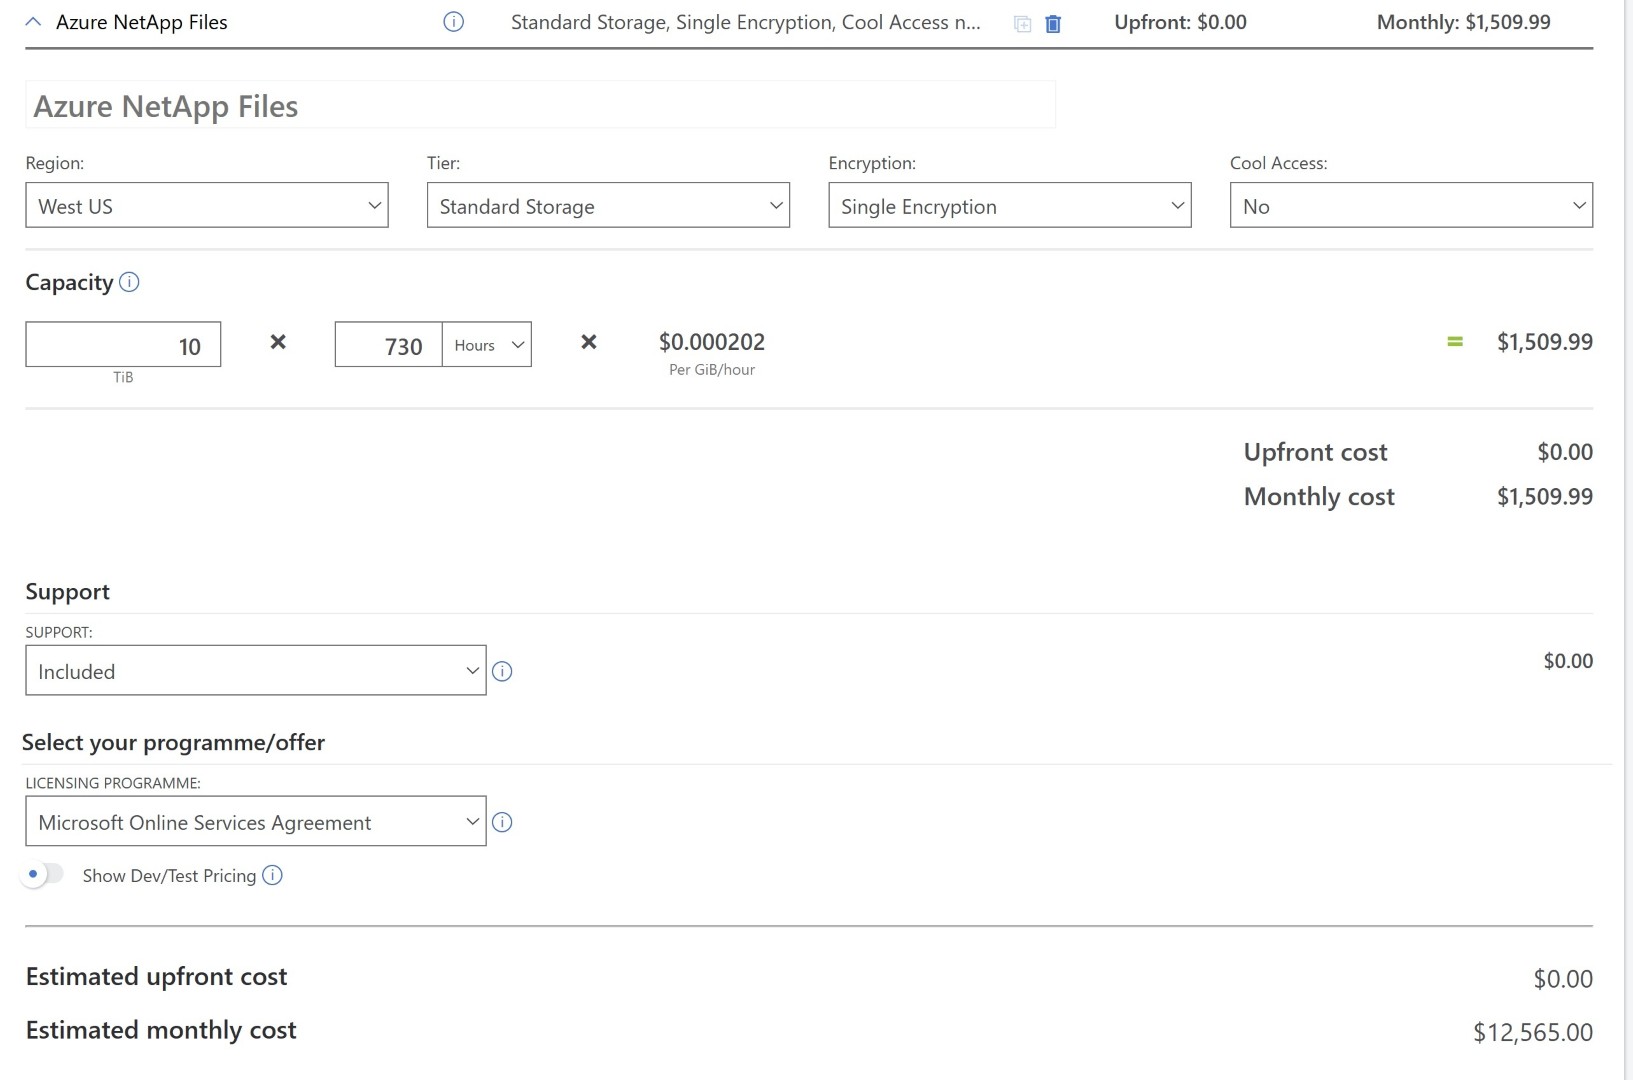 Azure NetApp Files Standard Storage, Single Encryption, Cool Access n... Upfront: $0.00 Monthly: $1,509.99
Azure NetApp Files
Region: Tier: Encryption: Cool Access:
West US Standard Storage Single Encryption No
Capacity
10 × 730 Hours × $0.000202 = $1,509.99
TiB Per GiB/hour
Upfront cost $0.00
Monthly cost $1,509.99
Support
SUPPORT:
Included $0.00
Select your programme/offer
LICENSING PROGRAMME:
Microsoft Online Services Agreement
Show Dev/Test Pricing
Estimated upfront cost $0.00
Estimated monthly cost $12,565.00